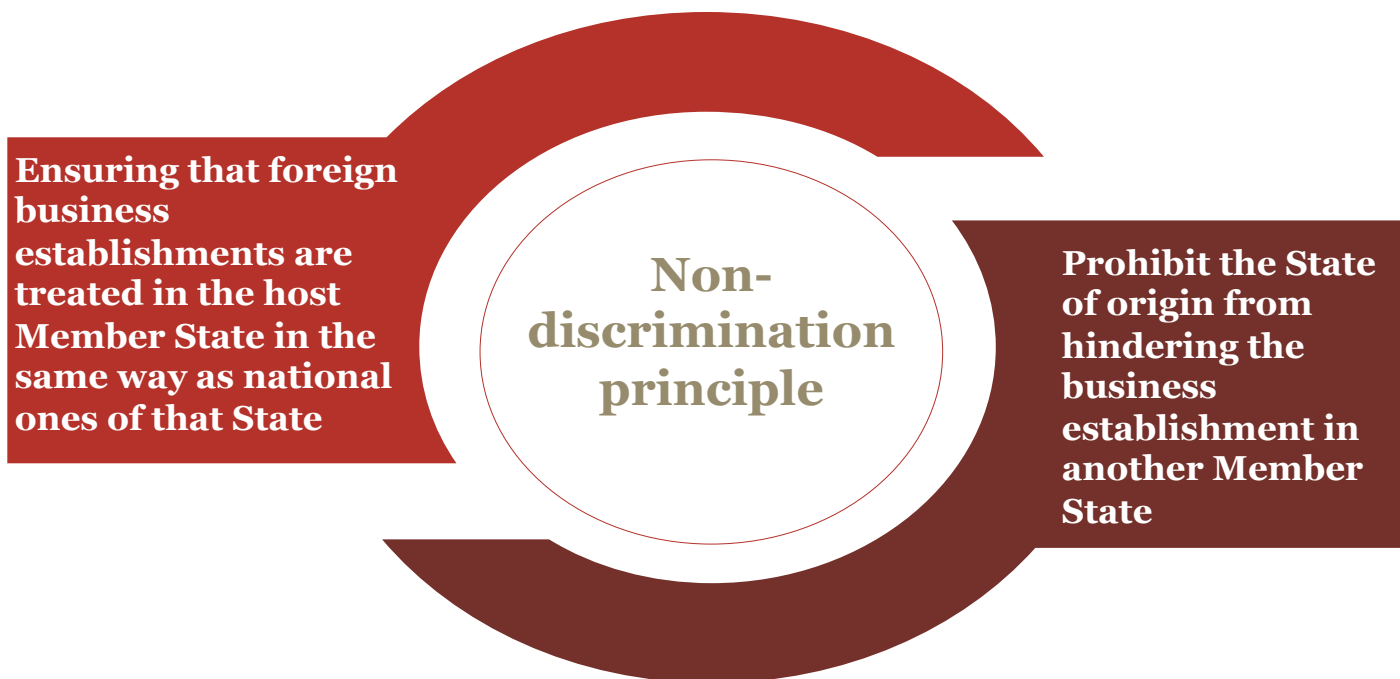 Ensuring that foreign
business
establishments are
treated in the host
Member State in the
same way as national
ones of that State
Non-
discrimination
principle
Prohibit the State
of origin from
hindering the
business
establishment in
another Member
State